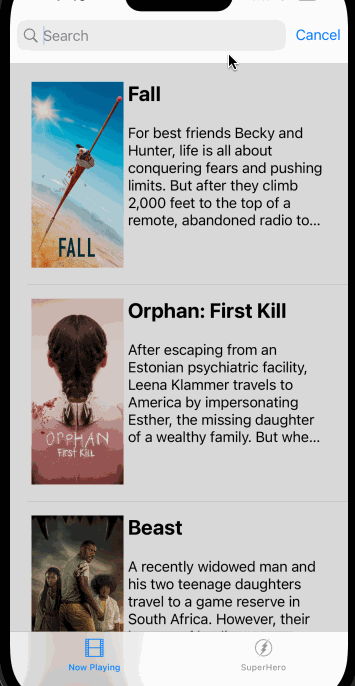 Search
Cancel
Fall
For best friends Becky and
Hunter, life is all about
conquering fears and pushing
limits. But after they climb
2,000 feet to the top of a
remote, abandoned radio to...
FALL
Orphan: First Kill
After escaping from an
Estonian psychiatric facility,
Leena Klammer travels to
America by impersonating
Esther, the missing daughter
of a wealthy family. But whe...
ORPHAN
FIRST KILL
Beast
A recently widowed man and
his two teenage daughters
travel to a game reserve in
South Africa. However, their
Now Playing
SuperHero